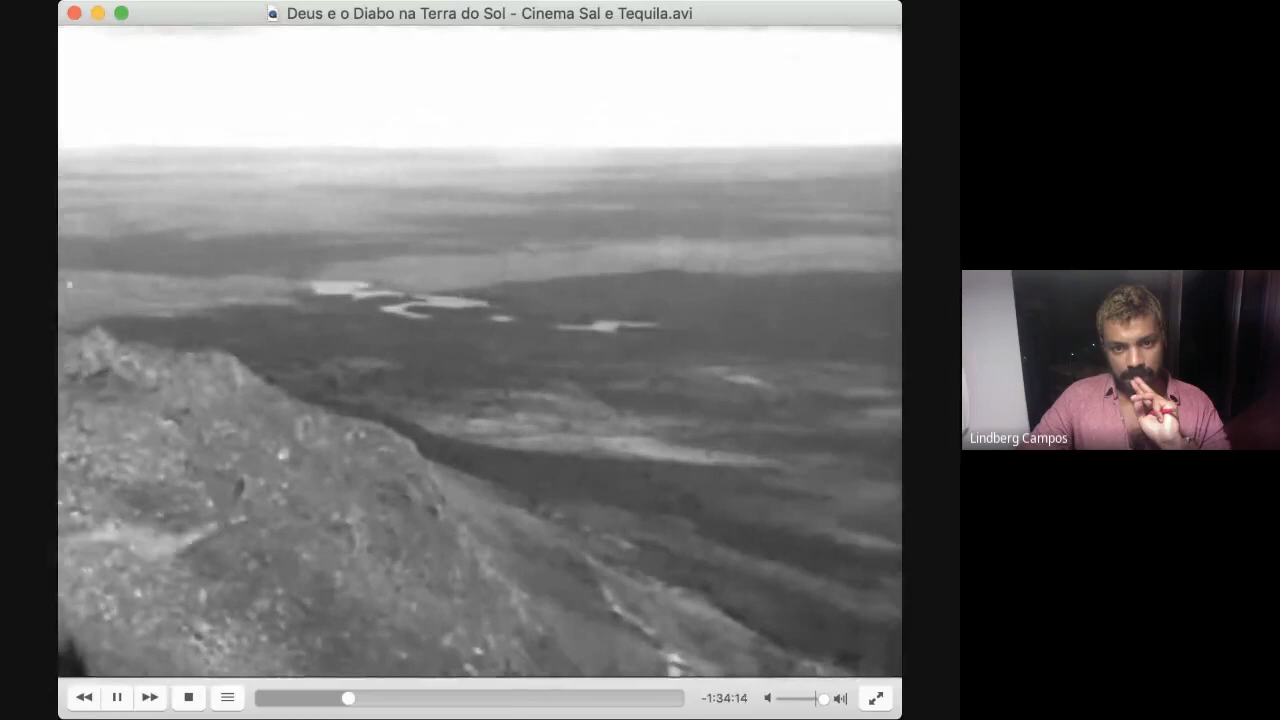 Deus e o Diabo na Terra do Sol - Cinema Sal e Tequila.avi
-1:34:14
Lindberg Campos